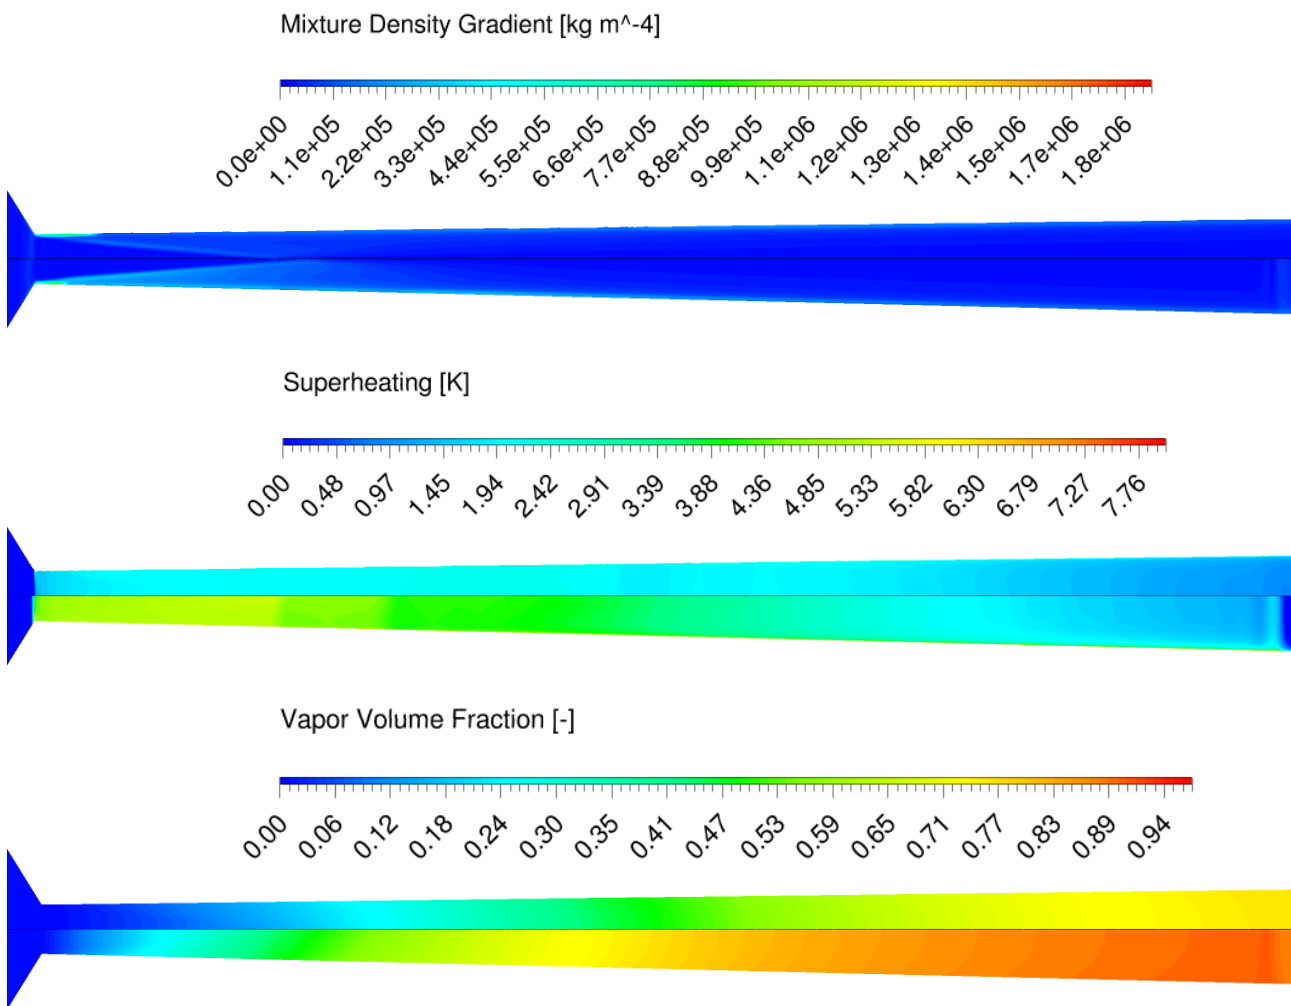 Mixture Density Gradient [kg m^-4]
0.0e+00 1.1e+05 2.2e+05 3.3e+05 4.4e+05 5.5e+05 6.6e+05 7.7e+05 8.8e+05 9.9e+05 1.1e+06 1.2e+06 1.3e+06 1.4e+06 1.5e+06 1.7e+06 1.8e+06
Superheating [K]
0.00 0.48 0.97 1.45 1.94 2.42 2.91 3.39 3.88 4.36 4.85 5.33 5.82 6.30 6.79 7.27 7.76
Vapor Volume Fraction [-]
0.00 0.06 0.12 0.18 0.24 0.30 0.35 0.41 0.47 0.53 0.59 0.65 0.71 0.77 0.83 0.89 0.94